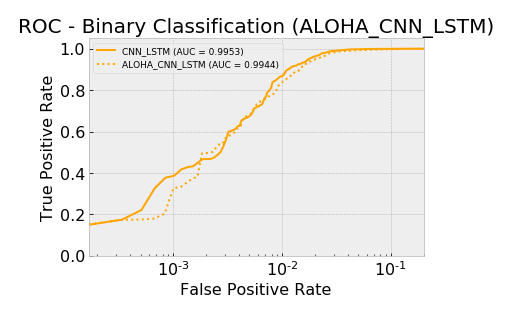 ROC - Binary Classification (ALOHA_CNN_LSTM)
1.0
CNN_LSTM (AUC = 0.9953)
ALOHA_CNN_LSTM (AUC = 0.9944)
0.8
0.6
0.4
0.2
0.0
True Positive Rate
10-3
10-2
10-1
False Positive Rate